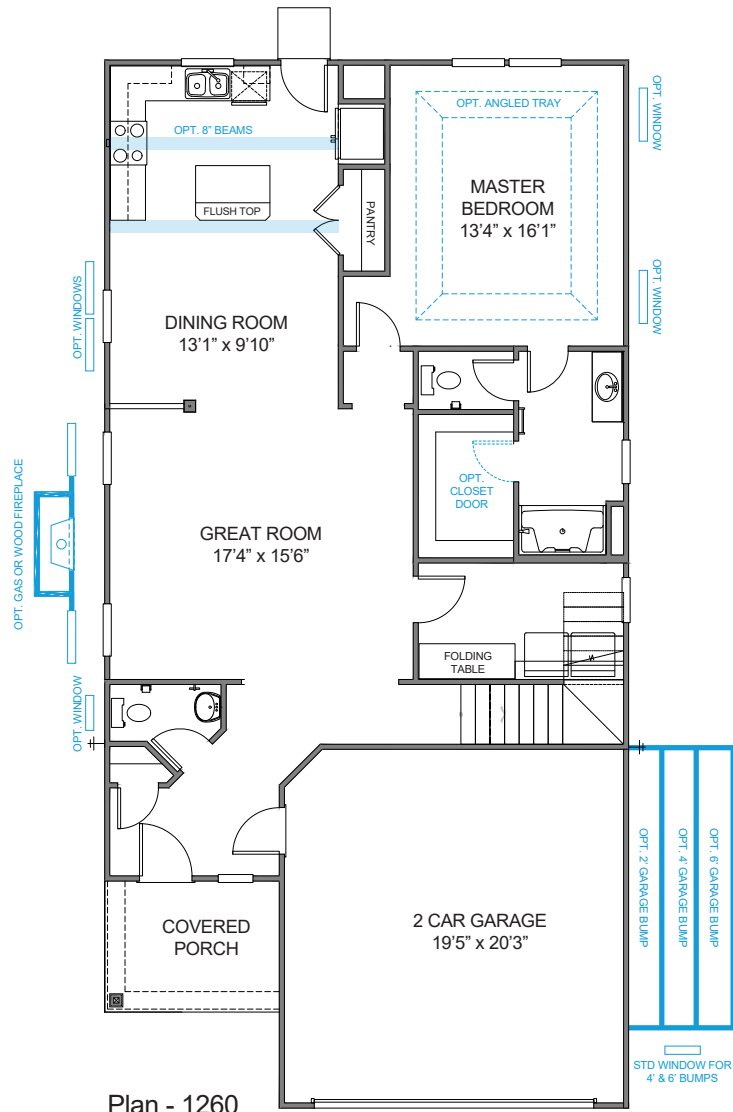 OPT. 8" BEAMS
FLUSH TOP
PANTRY
OPT. ANGLED TRAY
MASTER
BEDROOM
13'4" x 16'1"
OPT. WINDOW
OPT. WINDOW
OPT. WINDOWS
DINING ROOM
13'1" x 9'10"
OPT. GAS OR WOOD FIREPLACE
GREAT ROOM
17'4" x 15'6"
OPT.
CLOSET
DOOR
FOLDING
TABLE
OPT. WINDOW
COVERED
PORCH
2 CAR GARAGE
19'5" x 20'3"
OPT. 2' GARAGE BUMP
OPT. 4' GARAGE BUMP
OPT. 6' GARAGE BUMP
STD WINDOW FOR
4' & 6' BUMPS
Plan - 1260